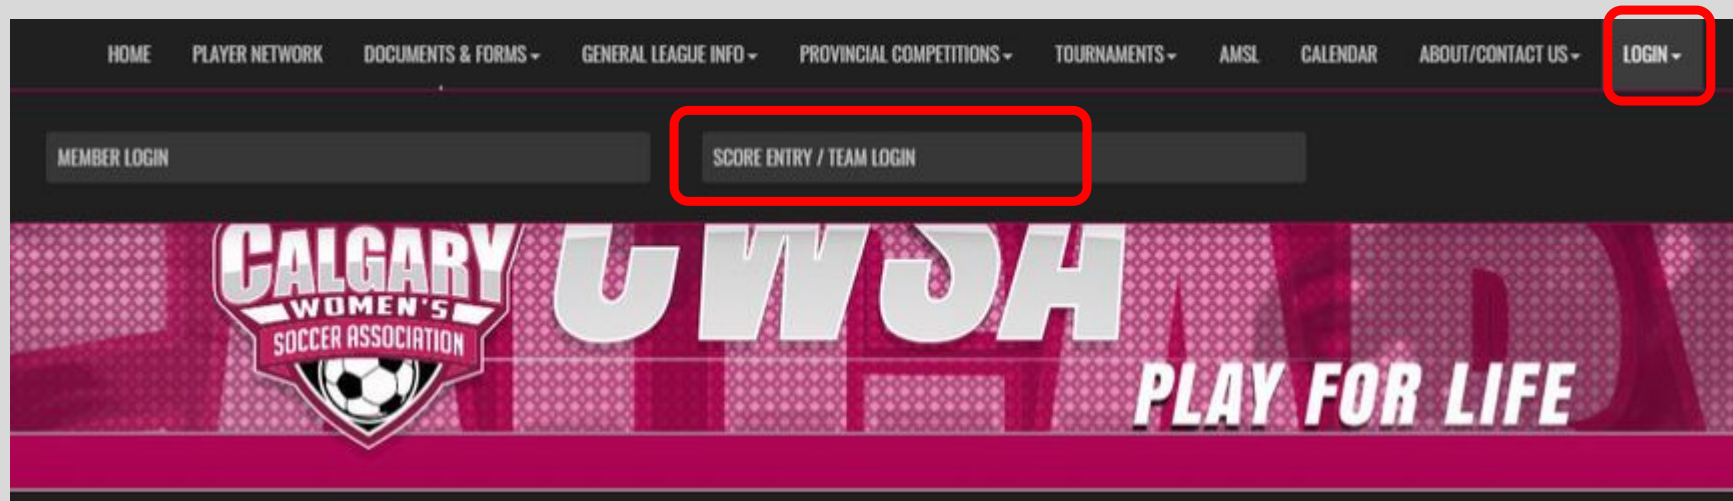 HOME PLAYER NETWORK DOCUMENTS & FORMS GENERAL LEAGUE INFO PROVINCIAL COMPETITIONS TOURNAMENTS AMSL CALENDAR ABOUT/CONTACT US LOGIN
MEMBER LOGIN SCORE ENTRY / TEAM LOGIN
CALGARY
WOMEN'S
SOCCER ASSOCIATION
CWSA
PLAY FOR LIFE